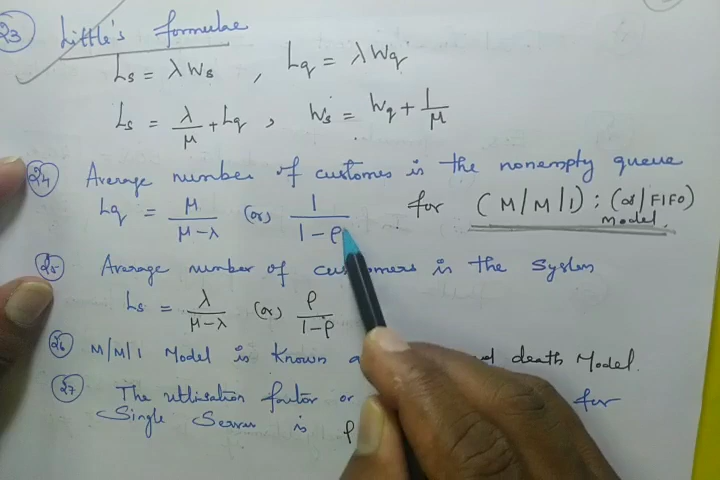 23 Little's formulae
Ls = λ Ws , Lq = λ Wq
Ls = λ/μ + Lq , Ws = Wq + 1/μ
24 Average number of customers in the nonempty queue
Lq = μ/μ-λ (or) 1/1-ρ for (M/M/1): (∞/FIFO)
Model.
25 Average number of customers in the System
Ls = λ/μ-λ (or) ρ/1-ρ
26 M/M/1 Model is known death Model.
27 The utilisation factor or for
Single Server is ρ